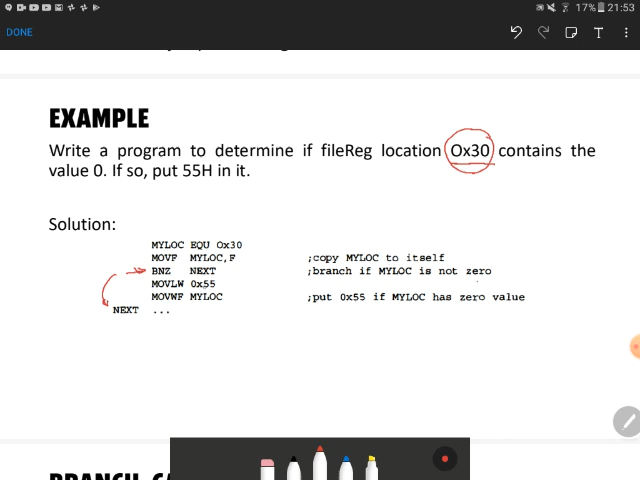 17% 21:53
DONE
T
EXAMPLE
Write a program to determine if fileReg location Ox30 contains the
value 0. If so, put 55H in it.
Solution:
MYLOC EQU Ox30
MOVF MYLOC,F ;copy MYLOC to itself
BNZ NEXT ;branch if MYLOC is not zero
MOVLW 0x55
MOVWF MYLOC ;put 0x55 if MYLOC has zero value
NEXT ...